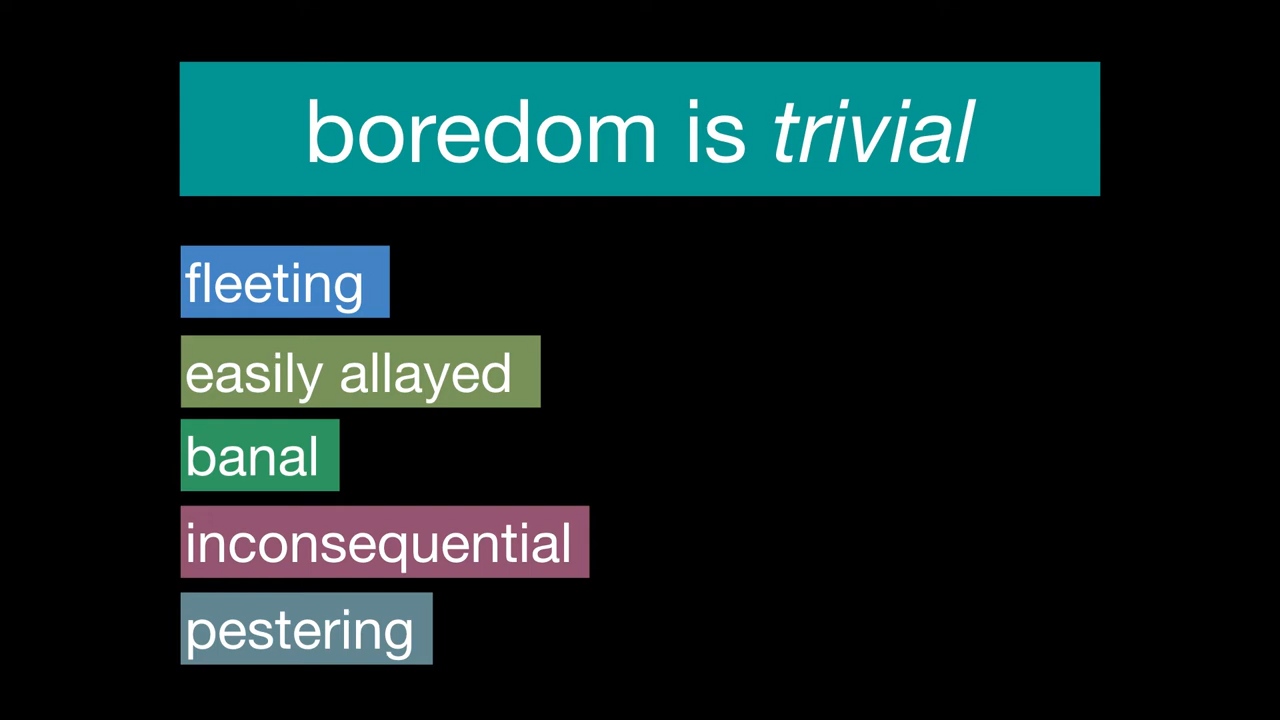 boredom is trivial
fleeting
easily allayed
banal
inconsequential
pestering